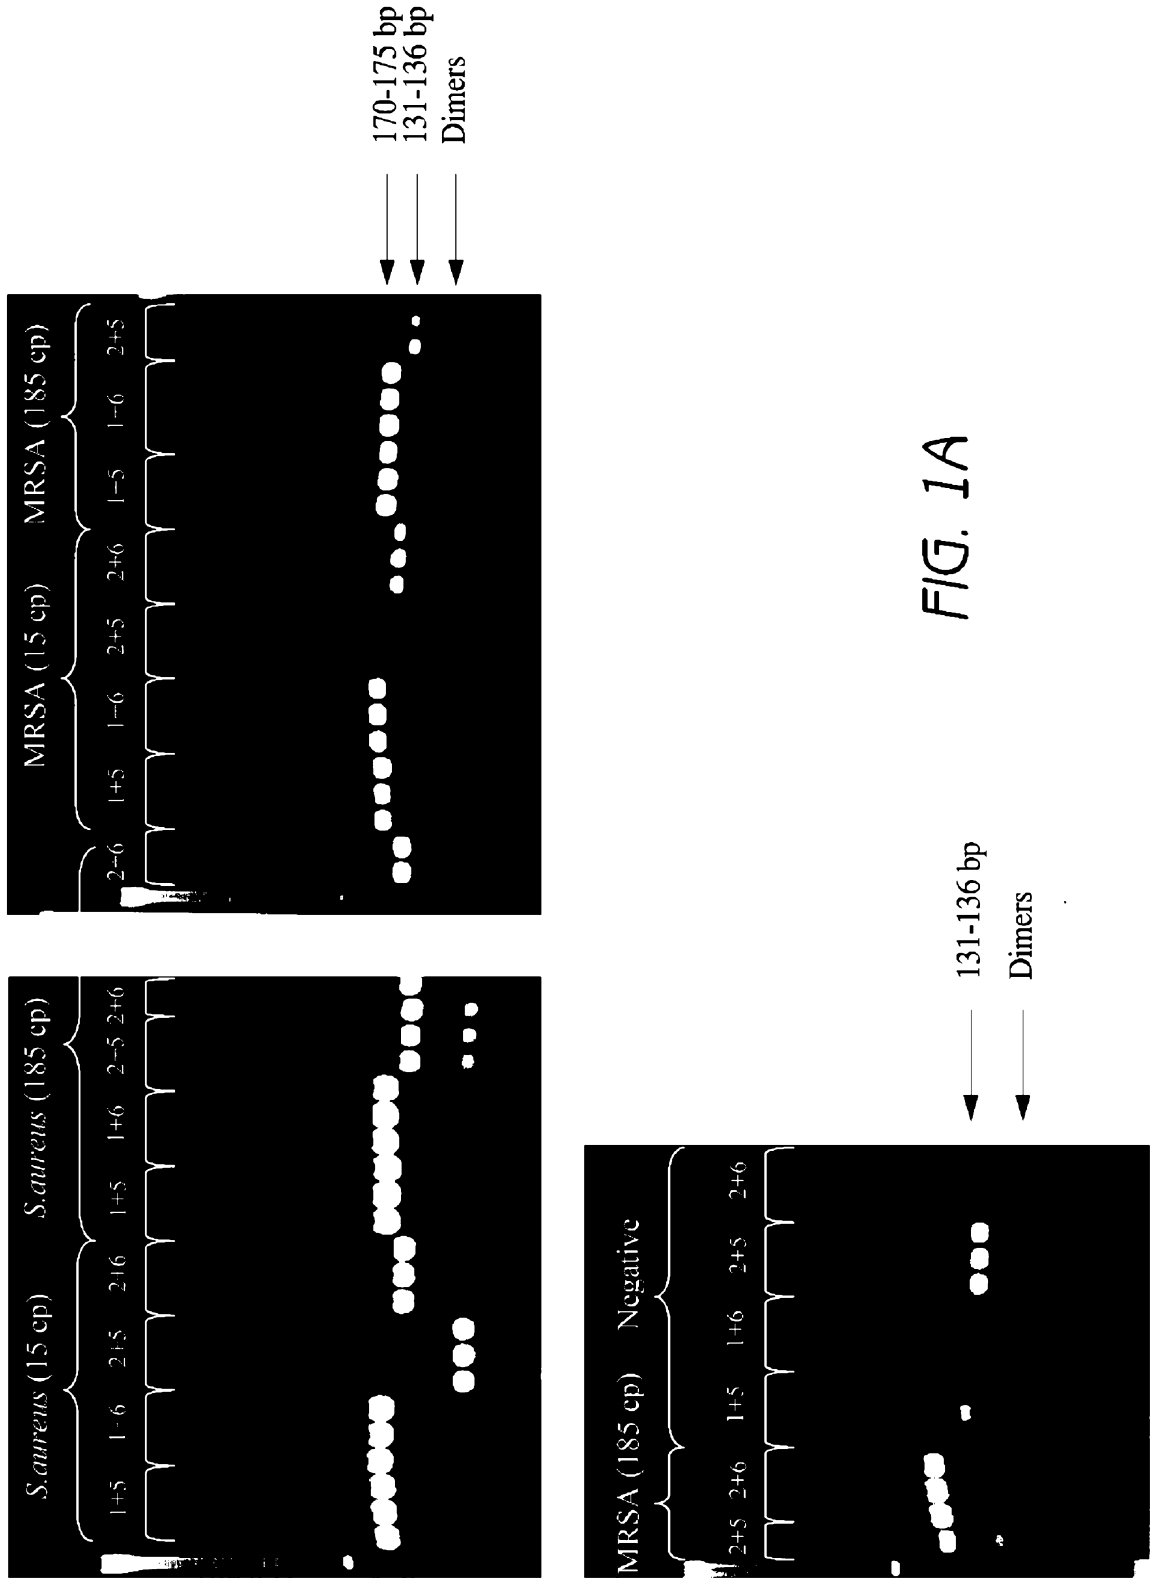 S.aureus (15 cp) S.aureus (185 cp)
1+5 1-6 2+5 2+6 1+5 1+6 2-5 2+6
MRSA (15 cp) MRSA (185 cp)
2+6 1+5 1-6 2+5 2+6 1-5 1-6 2+5
170-175 bp
131-136 bp
Dimers
MRSA (185 cp) Negative
2+5 2+6 1+5 1+6 2+5 2+6
131-136 bp
Dimers
FIG. 1A